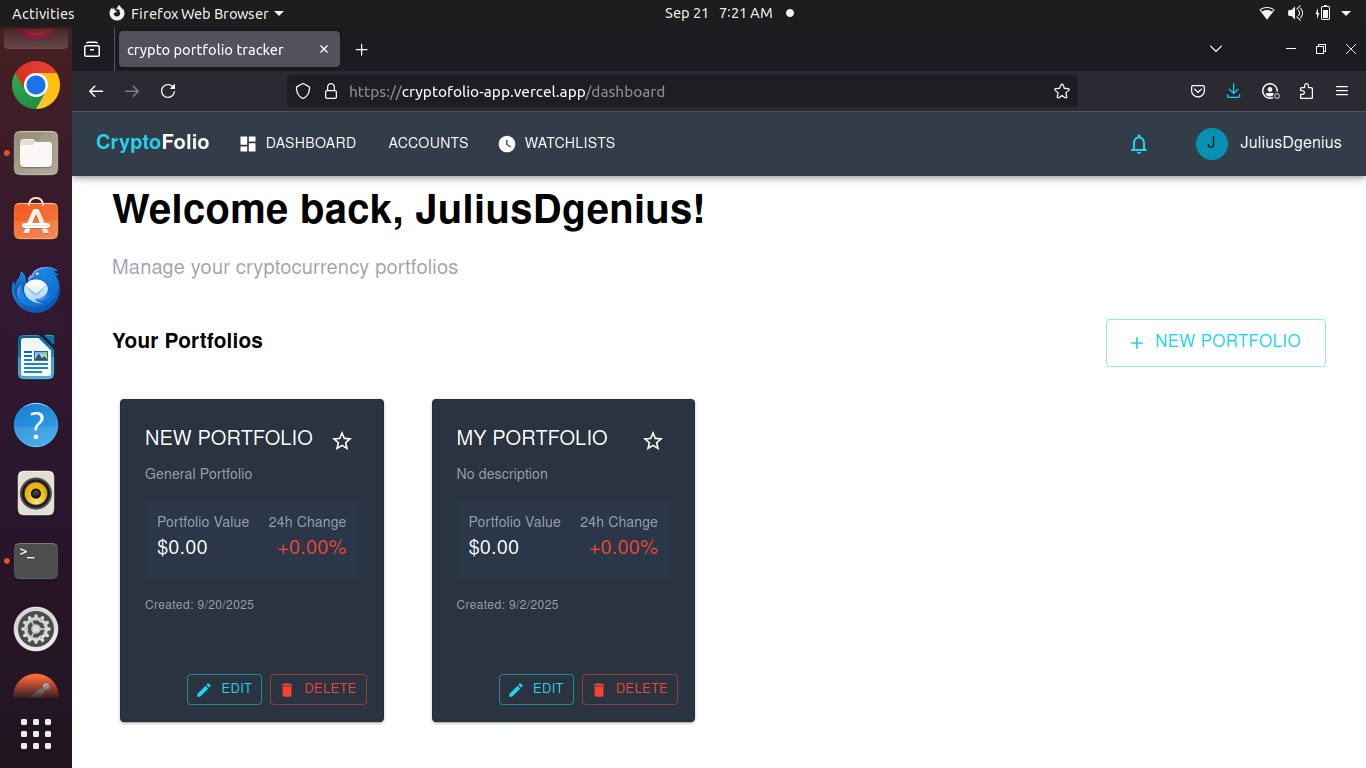 Activities Firefox Web Browser Sep 21 7:21 AM
crypto portfolio tracker
https://cryptofolio-app.vercel.app/dashboard
CryptoFolio DASHBOARD ACCOUNTS WATCHLISTS J JuliusDgenius
Welcome back, JuliusDgenius!
Manage your cryptocurrency portfolios
Your Portfolios + NEW PORTFOLIO
NEW PORTFOLIO
General Portfolio
Portfolio Value 24h Change
$0.00 +0.00%
Created: 9/20/2025
EDIT DELETE
MY PORTFOLIO
No description
Portfolio Value 24h Change
$0.00 +0.00%
Created: 9/2/2025
EDIT DELETE